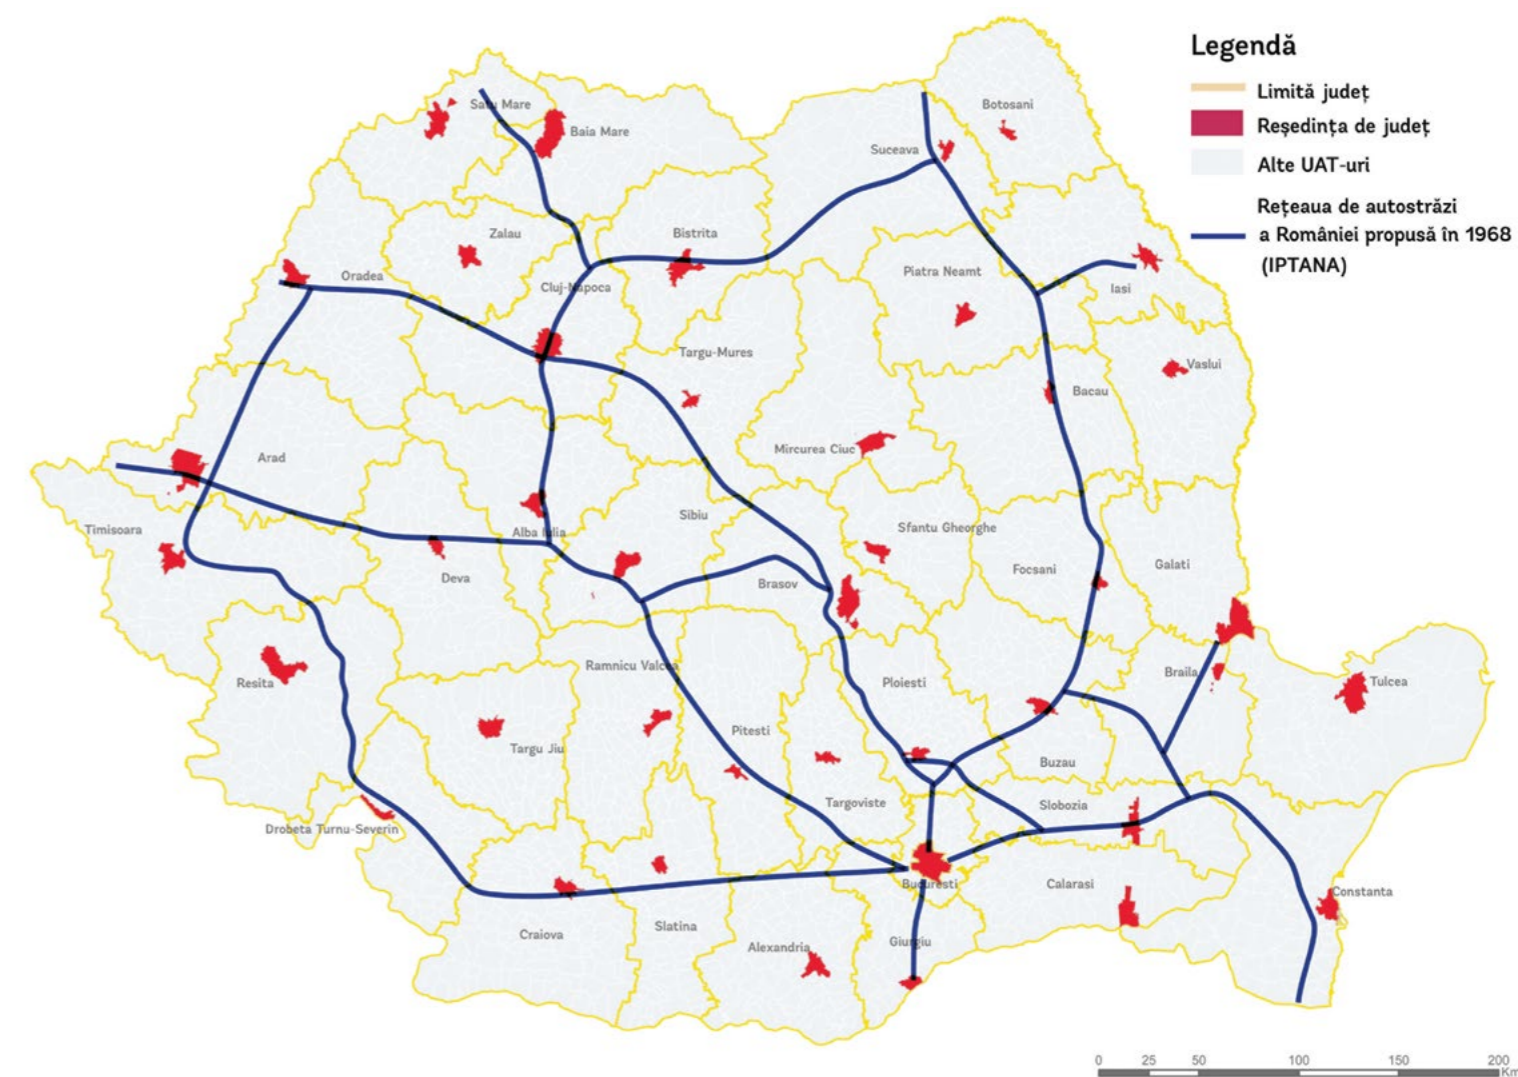 Legendă
Limită județ
Reședința de județ
Alte UAT-uri
Rețeaua de autostrăzi
a României propusă în 1968
(IPTANA)
Satu Mare
Botosani
Baia Mare
Suceava
Zalau
Bistrita
Oradea
Piatra Neamt
Cluj-Napoca
Iasi
Targu-Mures
Vaslui
Bacau
Mircurea Ciuc
Arad
Sibiu
Timisoara
Sfantu Gheorghe
Alba Iulia
Galati
Focsani
Deva
Brasov
Ramnicu Valcea
Braila
Resita
Ploiesti
Tulcea
Pitesti
Targu Jiu
Buzau
Targoviste
Slobozia
Drobeta Turnu-Severin
Bucuresti
Calarasi
Constanta
Slatina
Craiova
Giurgiu
Alexandria
0 25 50 100 150 200
Km